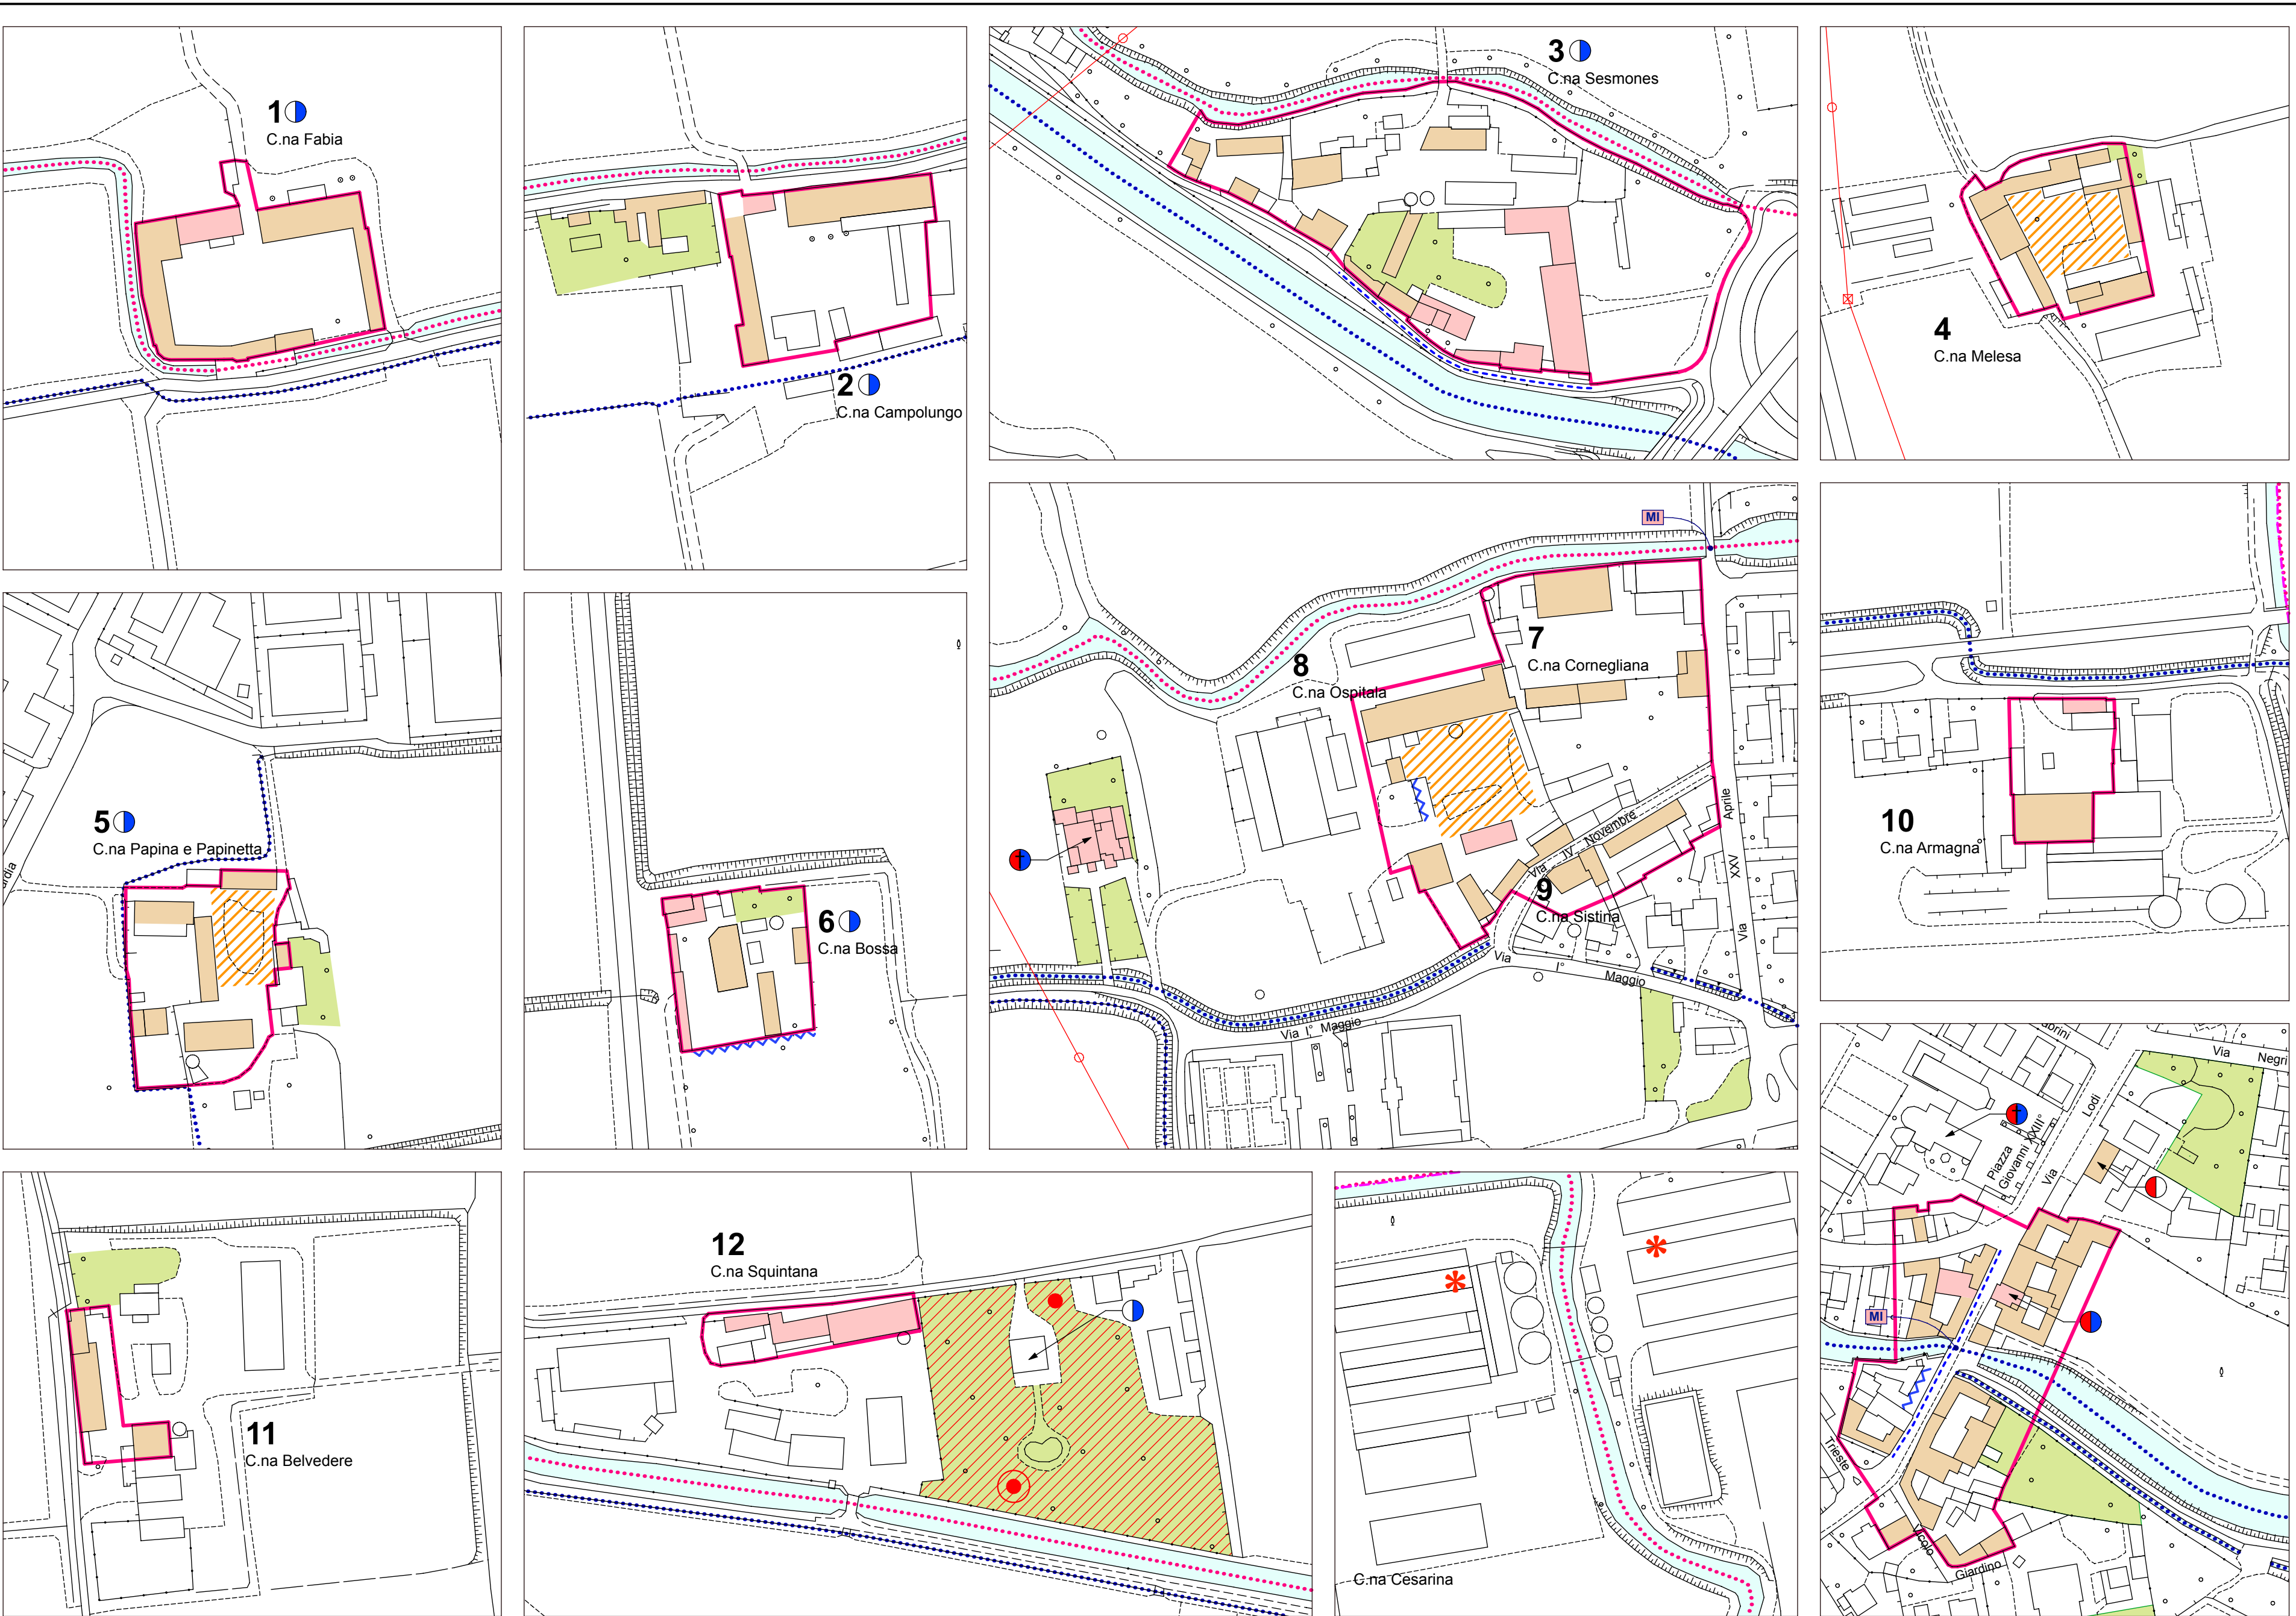 1
C.na Fabia
2
C.na Campolungo
3
C.na Sesmones
4
C.na Melesa
5
C.na Papina e Papinetta
6
C.na Bossa
MI
7
C.na Cornegliana
8
C.na Ospitala
Via IV Novembre
9
C.na Sistina
Via XXV Aprile
Via I° Maggio
Via I° Maggio
10
C.na Armagna
11
C.na Belvedere
12
C.na Squintana
C.na Cesarina
Via Negri
Via Lodi
Piazza
Giovanni XXIII°
MI
Trieste
Vicolo
Giardino